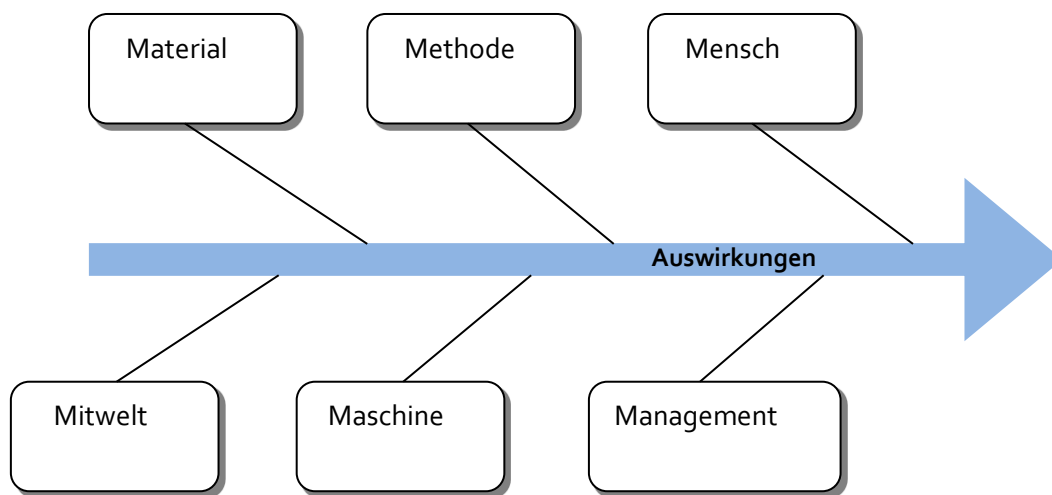 Material
Methode
Mensch
Auswirkungen
Mitwelt
Maschine
Management